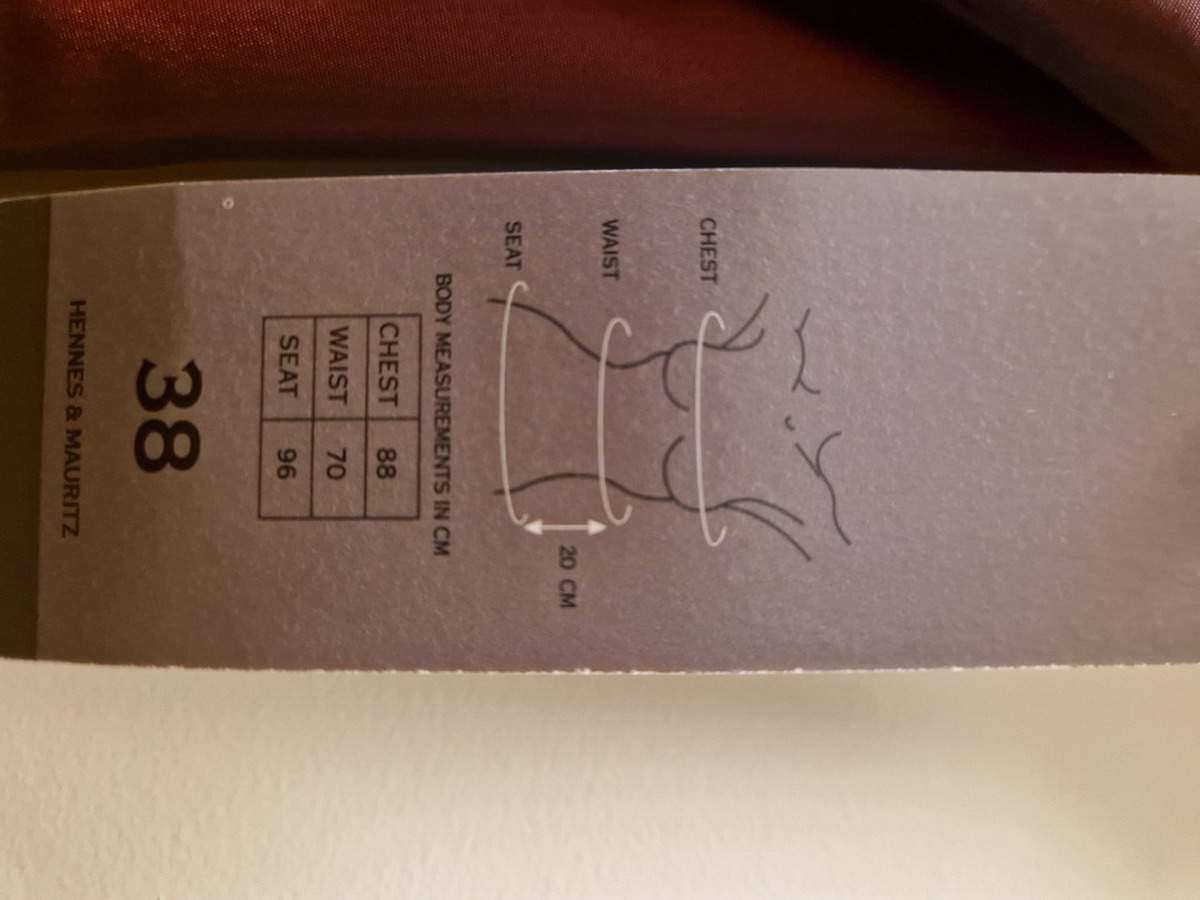 CHEST
WAIST
SEAT
20 CM
BODY MEASUREMENTS IN CM
CHEST 88
WAIST 70
SEAT 96
38
HENNES & MAURITZ